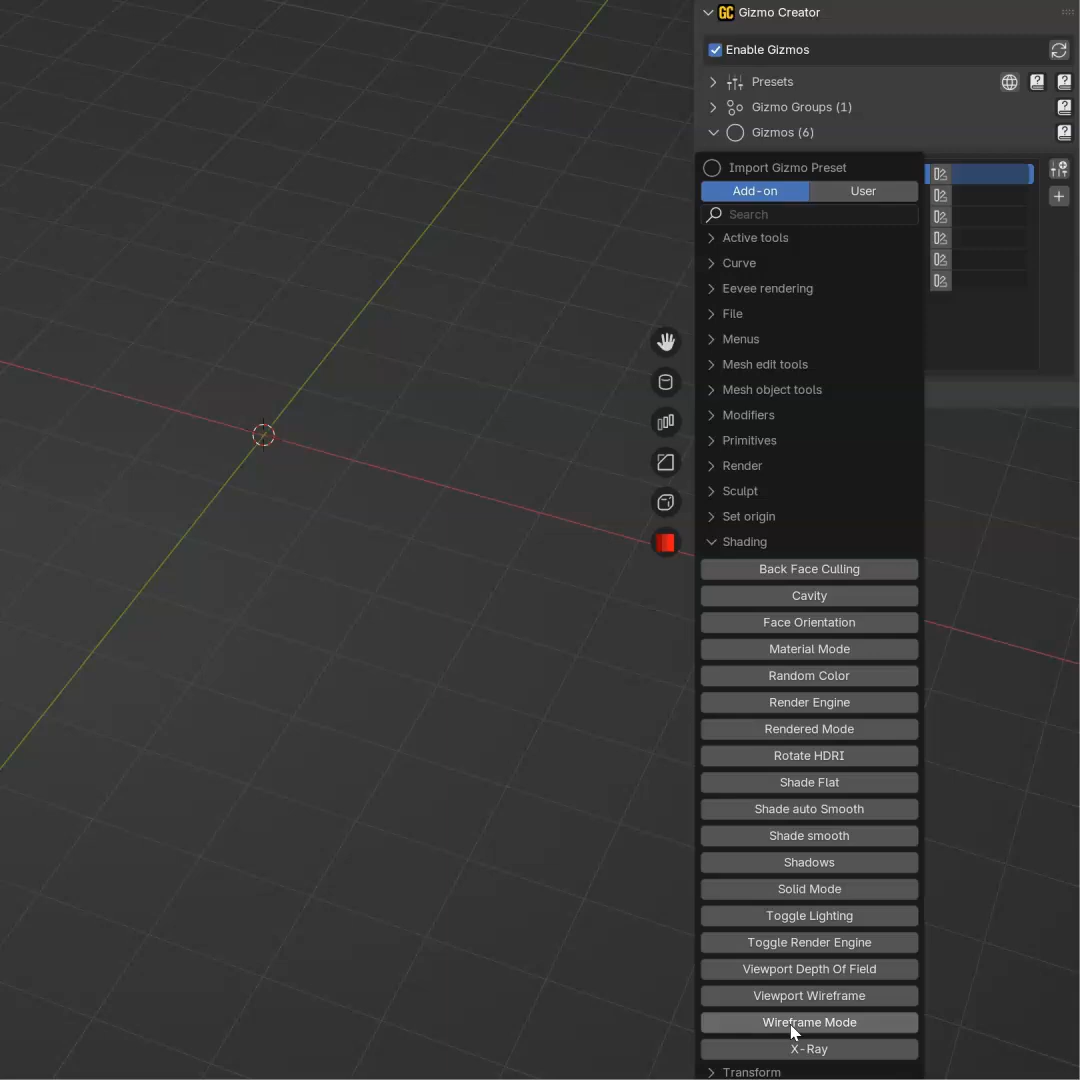 GC Gizmo Creator
Enable Gizmos
Presets
Gizmo Groups (1)
Gizmos (6)
Import Gizmo Preset
Add-on User
Search
Active tools
Curve
Eevee rendering
File
Menus
Mesh edit tools
Mesh object tools
Modifiers
Primitives
Render
Sculpt
Set origin
Shading
Back Face Culling
Cavity
Face Orientation
Material Mode
Random Color
Render Engine
Rendered Mode
Rotate HDRI
Shade Flat
Shade auto Smooth
Shade smooth
Shadows
Solid Mode
Toggle Lighting
Toggle Render Engine
Viewport Depth Of Field
Viewport Wireframe
Wireframe Mode
X-Ray
Transform